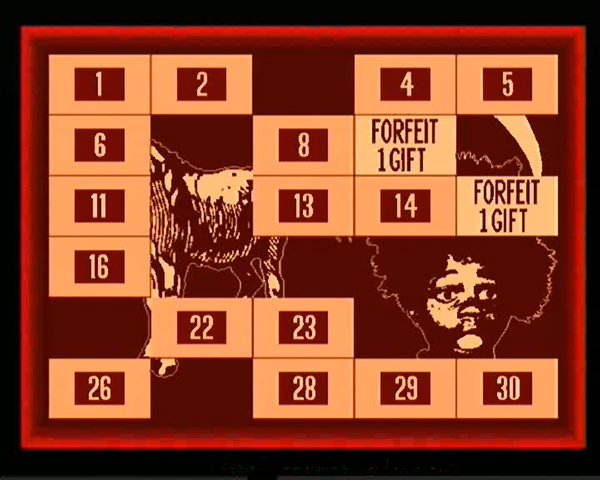 1 2 4 5
6 8 FORFEIT
1 GIFT
11 13 14 FORFEIT
1 GIFT
16
22 23
26 28 29 30